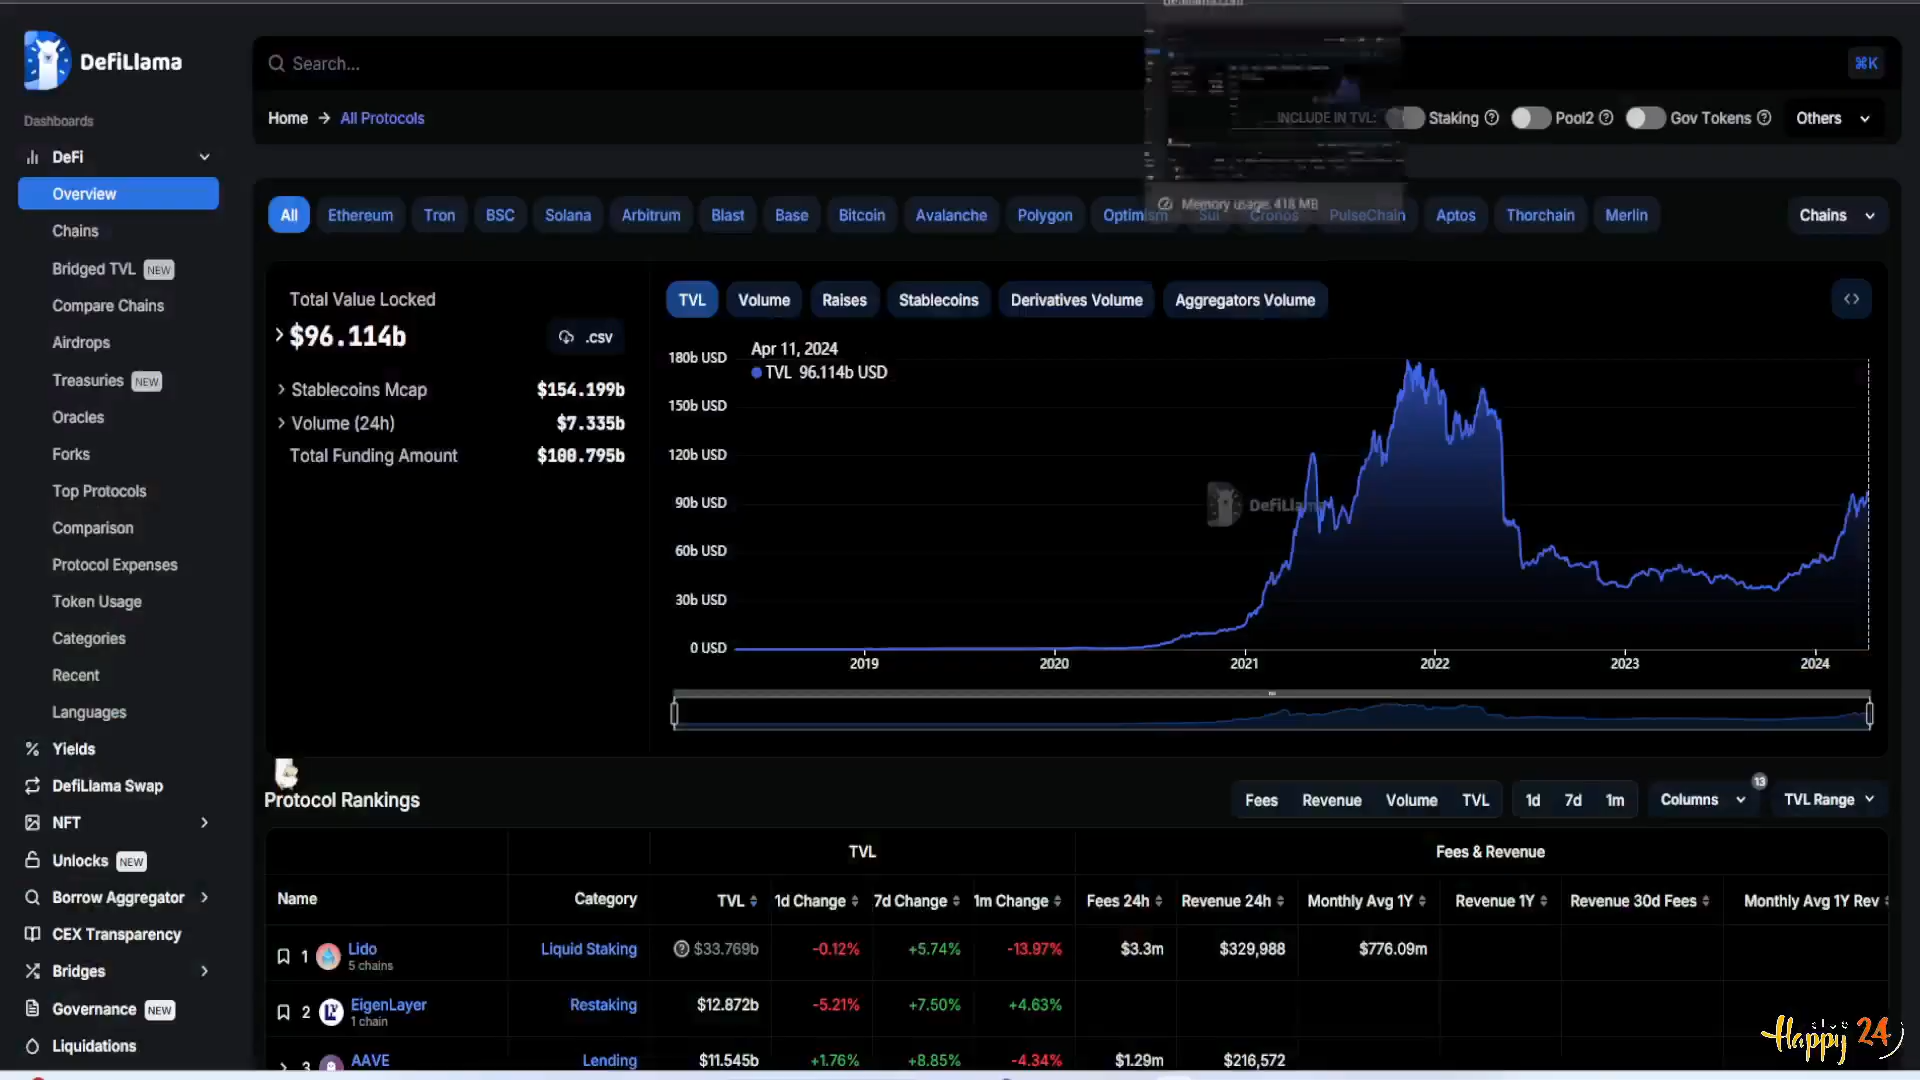 DefiLlama
Search...
⌘K
Home → All Protocols
INCLUDE IN TVL:
Staking
Pool2
Gov Tokens
Others
Dashboards
DeFi
Overview
Chains
Bridged TVL NEW
Compare Chains
Airdrops
Treasuries NEW
Oracles
Forks
Top Protocols
Comparison
Protocol Expenses
Token Usage
Categories
Recent
Languages
Yields
DefiLlama Swap
NFT
Unlocks NEW
Borrow Aggregator
CEX Transparency
Bridges
Governance NEW
Liquidations
All Ethereum Tron BSC Solana Arbitrum Blast Base Bitcoin Avalanche Polygon Optimism Sui Cronos PulseChain Aptos Thorchain Merlin Chains
Memory usage: 418 MB
Total Value Locked
$96.114b
.csv
Stablecoins Mcap $154.199b
Volume (24h) $7.335b
Total Funding Amount $100.795b
TVL Volume Raises Stablecoins Derivatives Volume Aggregators Volume
Apr 11, 2024
TVL 96.114b USD
180b USD
150b USD
120b USD
90b USD
60b USD
30b USD
0 USD
DefiLlama
2019 2020 2021 2022 2023 2024
Protocol Rankings
Fees Revenue Volume TVL
1d 7d 1m
Columns
13
TVL Range
TVL Fees & Revenue
Name Category TVL 1d Change 7d Change 1m Change Fees 24h Revenue 24h Monthly Avg 1Y Revenue 1Y Revenue 30d Fees Monthly Avg 1Y Rev
1 Lido Liquid Staking $33.769b -0.12% +5.74% -13.97% $3.3m $329,988 $776.09m
5 chains
2 EigenLayer Restaking $12.872b -5.21% +7.50% +4.63%
1 chain
3 AAVE Lending $11.545b +1.76% +8.85% -4.34% $1.29m $216,572
Happy 24